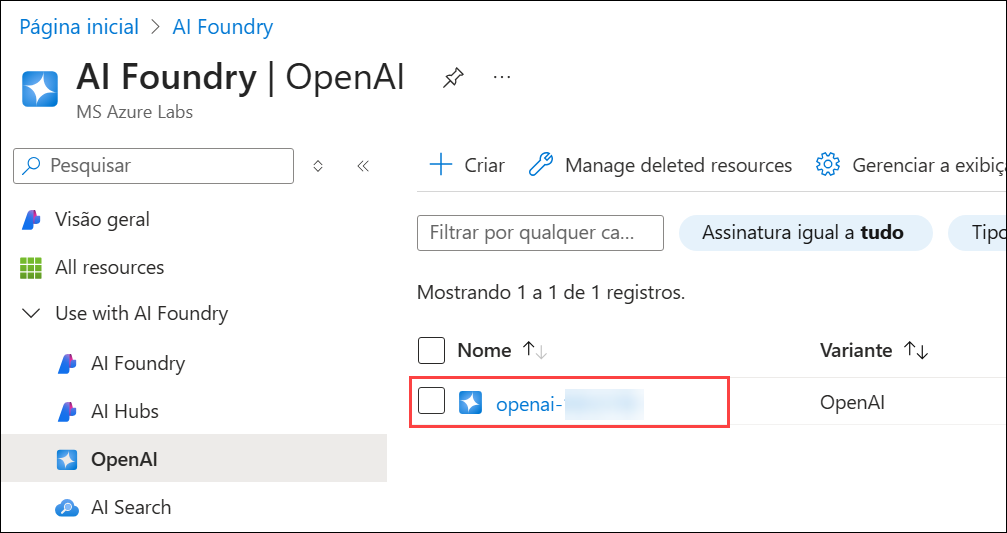 Página inicial > AI Foundry
AI Foundry | OpenAI
MS Azure Labs
Pesquisar
Visão geral
All resources
Use with AI Foundry
AI Foundry
AI Hubs
OpenAI
AI Search
Criar Manage deleted resources Gerenciar a exibiç
Filtrar por qualquer ca... Assinatura igual a tudo Tipo
Mostrando 1 a 1 de 1 registros.
Nome Variante
openai- OpenAI